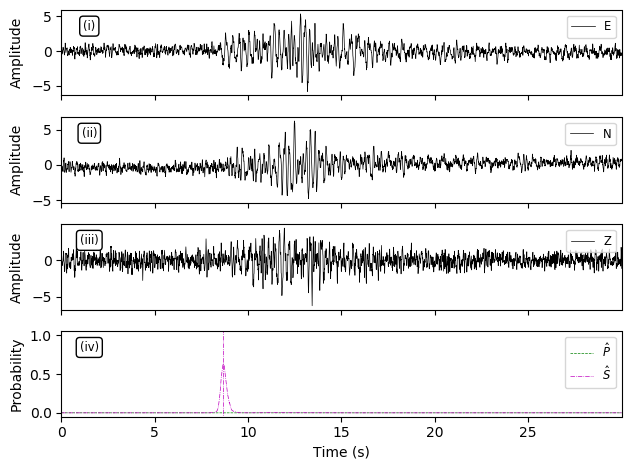 Amplitude
5
0
−5
(i)
E
Amplitude
5
0
−5
(ii)
N
Amplitude
0
−5
(iii)
Z
Probability
1.0
0.5
0.0
(iv)
P̂
Ŝ
0 5 10 15 20 25
Time (s)